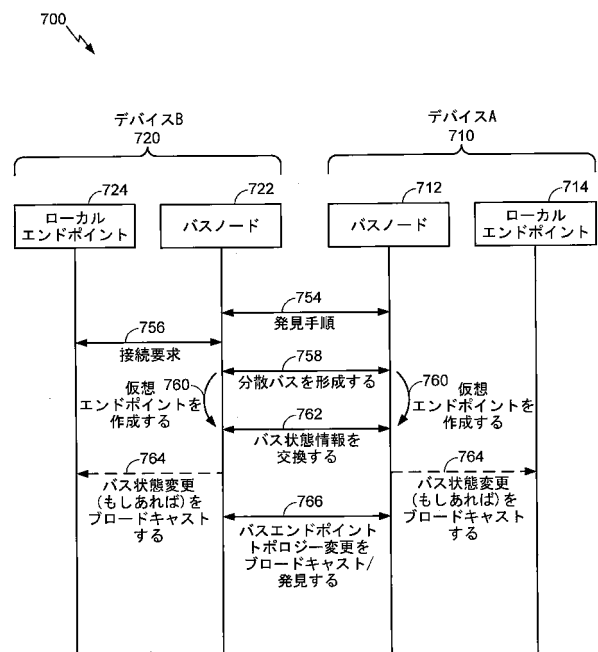 700
デバイスB
720
デバイスA
710
724
722
712
714
ローカル
エンドポイント
バスノード
バスノード
ローカル
エンドポイント
754
発見手順
756
接続要求
758
分散バスを形成する
仮想
エンドポイントを
作成する
760
760
仮想
エンドポイントを
作成する
762
バス状態情報を
交換する
764
バス状態変更
(もしあれば)を
ブロードキャスト
する
764
バス状態変更
(もしあれば)を
ブロードキャスト
する
766
バスエンドポイント
トポロジー変更を
ブロードキャスト/
発見する